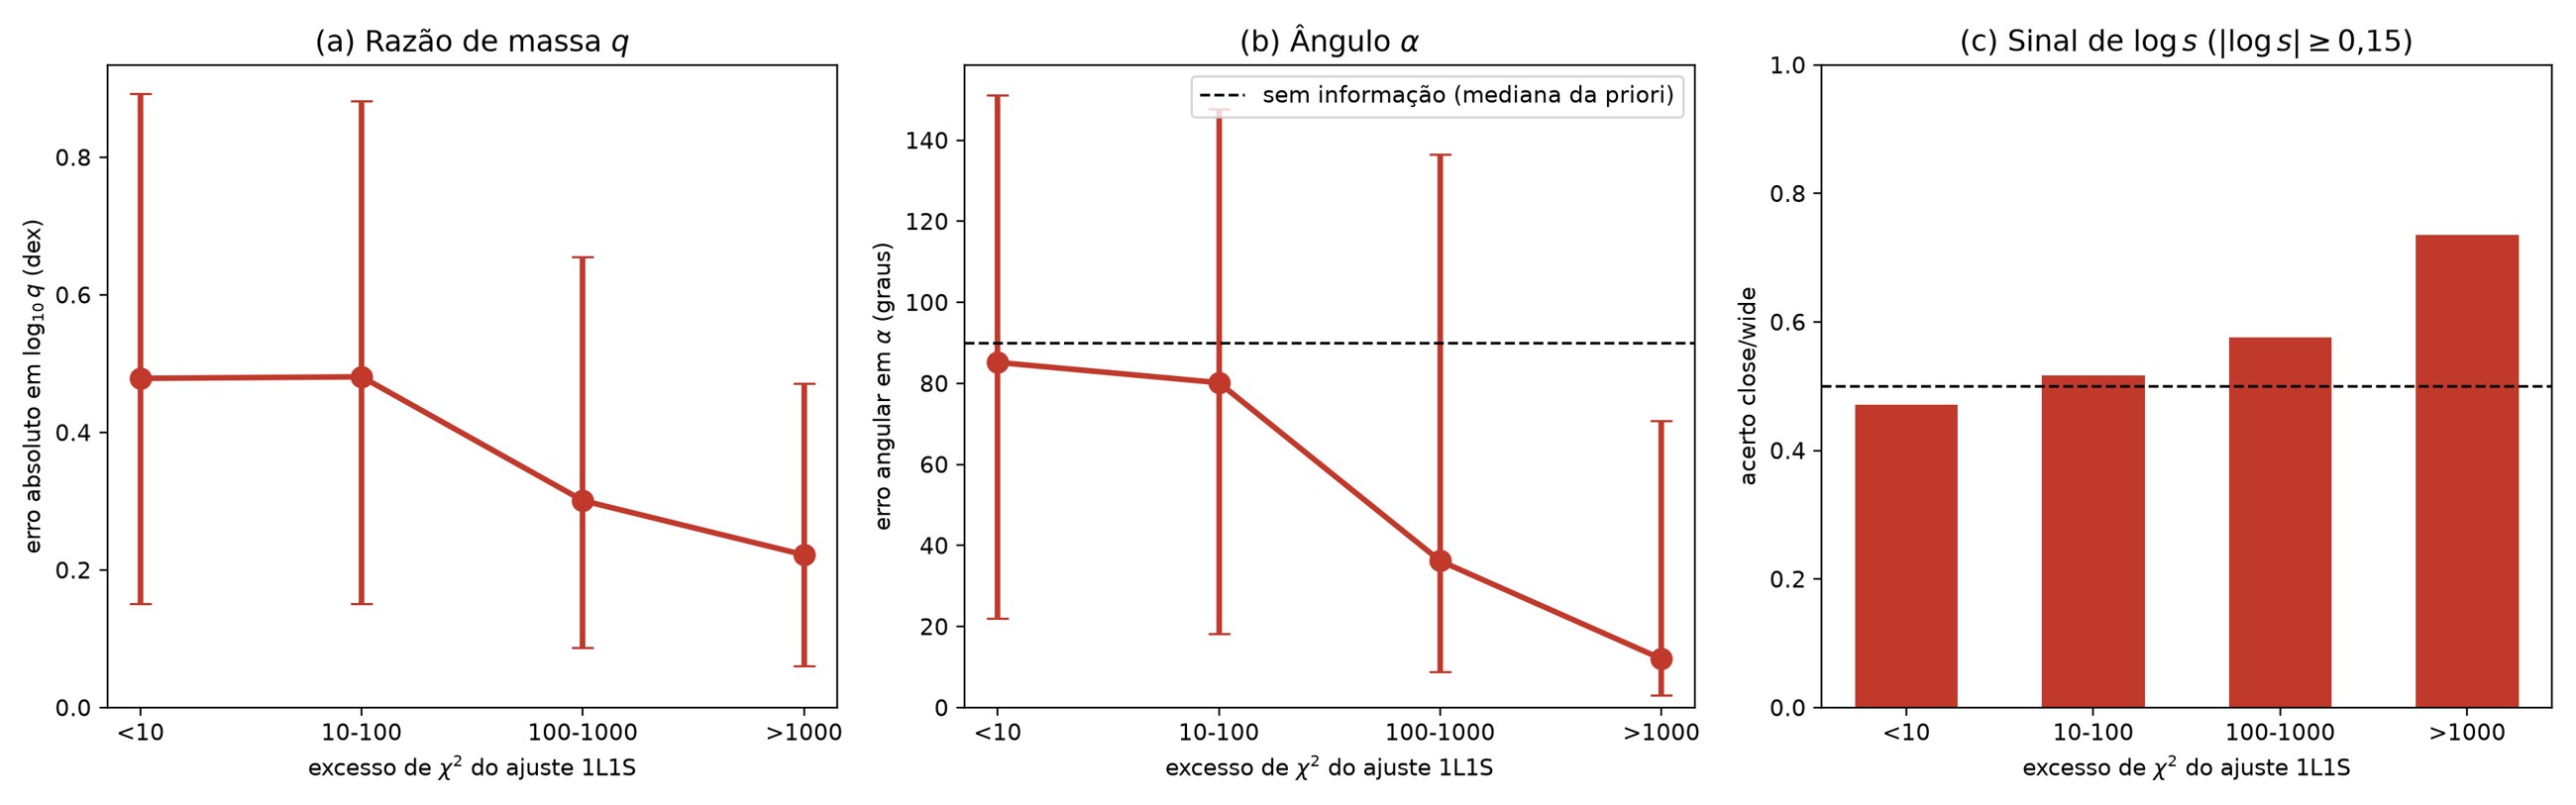 (a) Razão de massa q
erro absoluto em log₁₀ q (dex)
0.8
0.6
0.4
0.2
0.0
<10 10-100 100-1000 >1000
excesso de χ² do ajuste 1L1S
(b) Ângulo α
sem informação (mediana da priori)
erro angular em α (graus)
140
120
100
80
60
40
20
0
<10 10-100 100-1000 >1000
excesso de χ² do ajuste 1L1S
(c) Sinal de log s (|log s| ≥ 0,15)
acerto close/wide
1.0
0.8
0.6
0.4
0.2
0.0
<10 10-100 100-1000 >1000
excesso de χ² do ajuste 1L1S